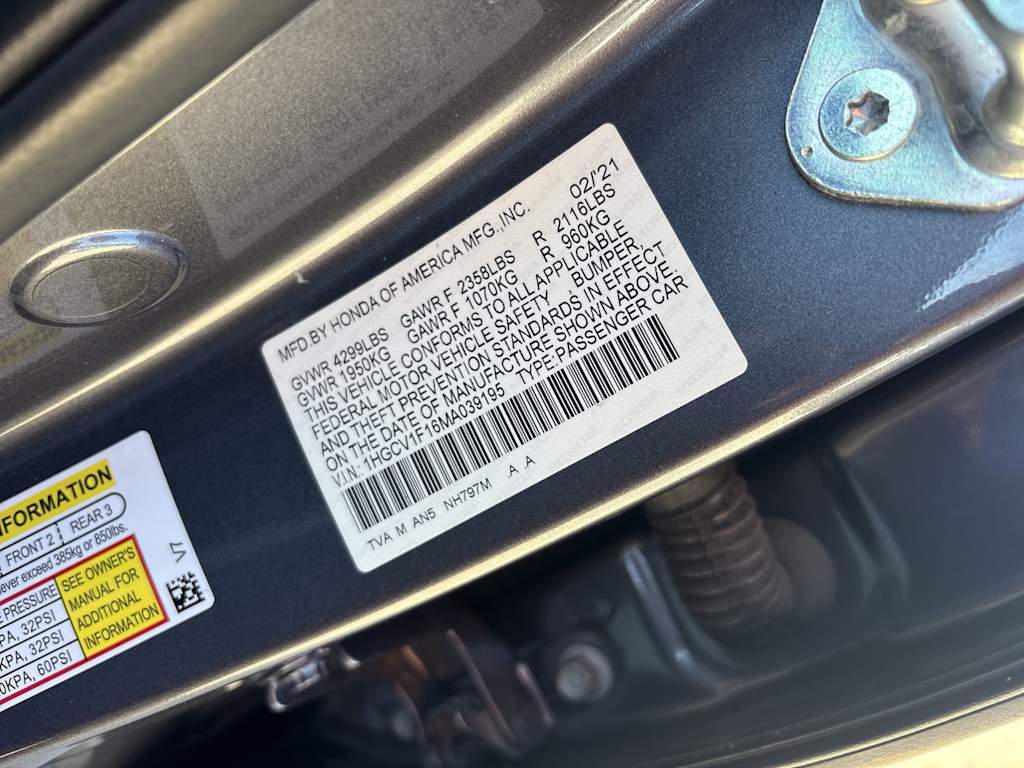 MFD.BY HONDA OF AMERICA MFG.,INC. 02/'21
GVWR 4299LBS GAWR F 2358LBS R 2116LBS
GVWR 1950KG GAWR F 1070KG R 960KG
THIS VEHICLE CONFORMS TO ALL APPLICABLE
FEDERAL MOTOR VEHICLE SAFETY BUMPER,
AND THEFT PREVENTION STANDARDS IN EFFECT
ON THE DATE OF MANUFACTURE SHOWN ABOVE.
V.I.N: 1HGCV1F16MA039195 TYPE:PASSENGER CAR
TVA M AN5 NH797M .A .A
NFORMATION
FRONT 2 REAR 3
ever exceed 385kg or 850lbs.
E PRESSURE
PA, 32PSI
KPA, 32PSI
0KPA, 60PSI
SEE OWNER'S
MANUAL FOR
ADDITIONAL
INFORMATION
V7